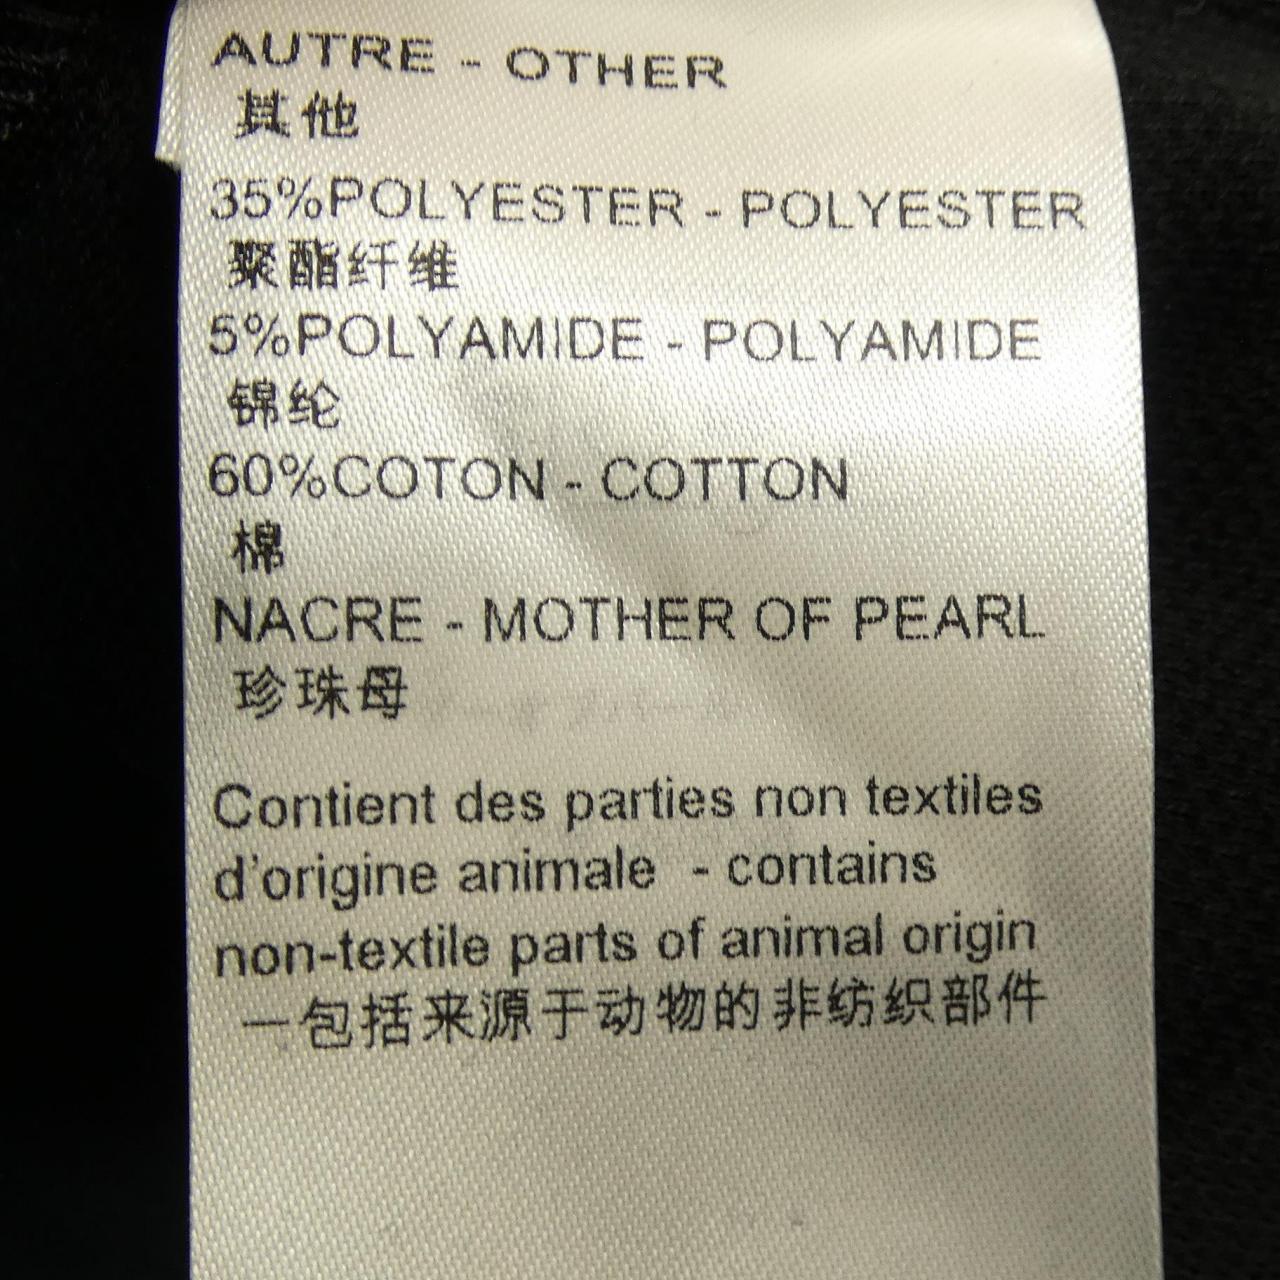 AUTRE - OTHER
其他
35%POLYESTER - POLYESTER
聚酯纤维
5%POLYAMIDE - POLYAMIDE
锦纶
60%COTON - COTTON
棉
NACRE - MOTHER OF PEARL
珍珠母
Contient des parties non textiles
d'origine animale - contains
non-textile parts of animal origin
—包括来源于动物的非纺织部件